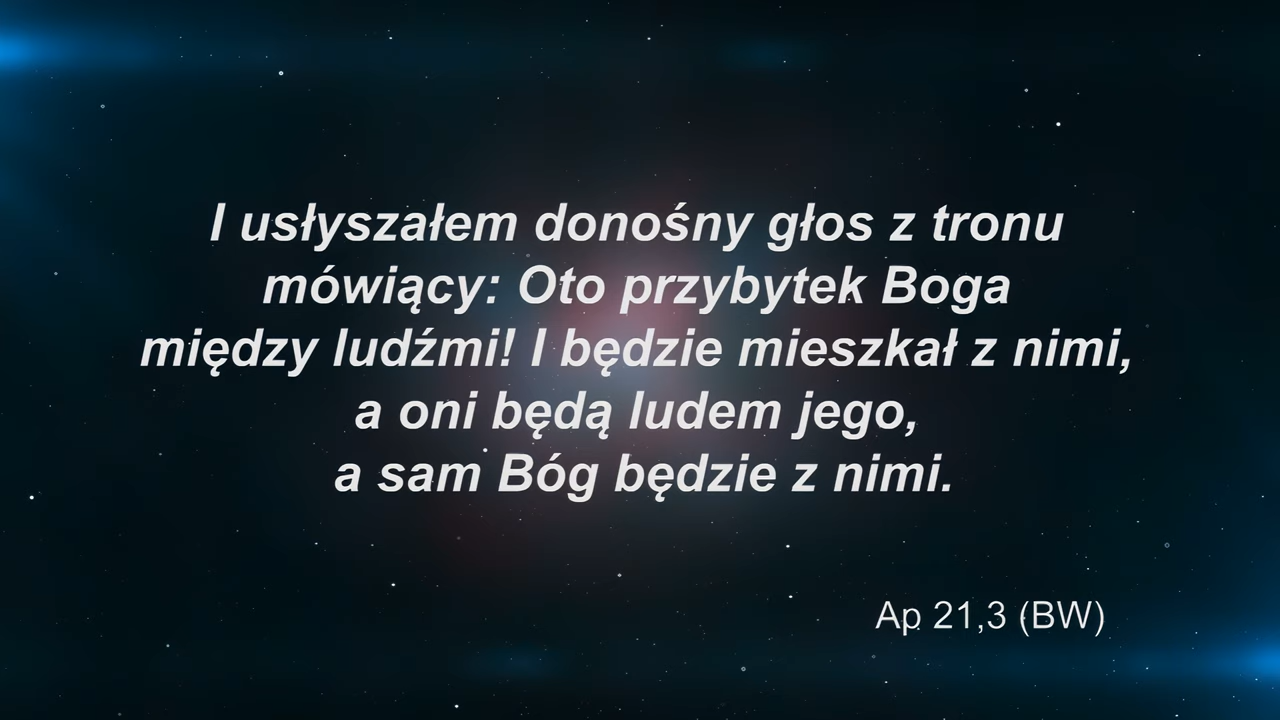 I usłyszałem donośny głos z tronu
mówiący: Oto przybytek Boga
między ludźmi! I będzie mieszkał z nimi,
a oni będą ludem jego,
a sam Bóg będzie z nimi.
Ap 21,3 (BW)